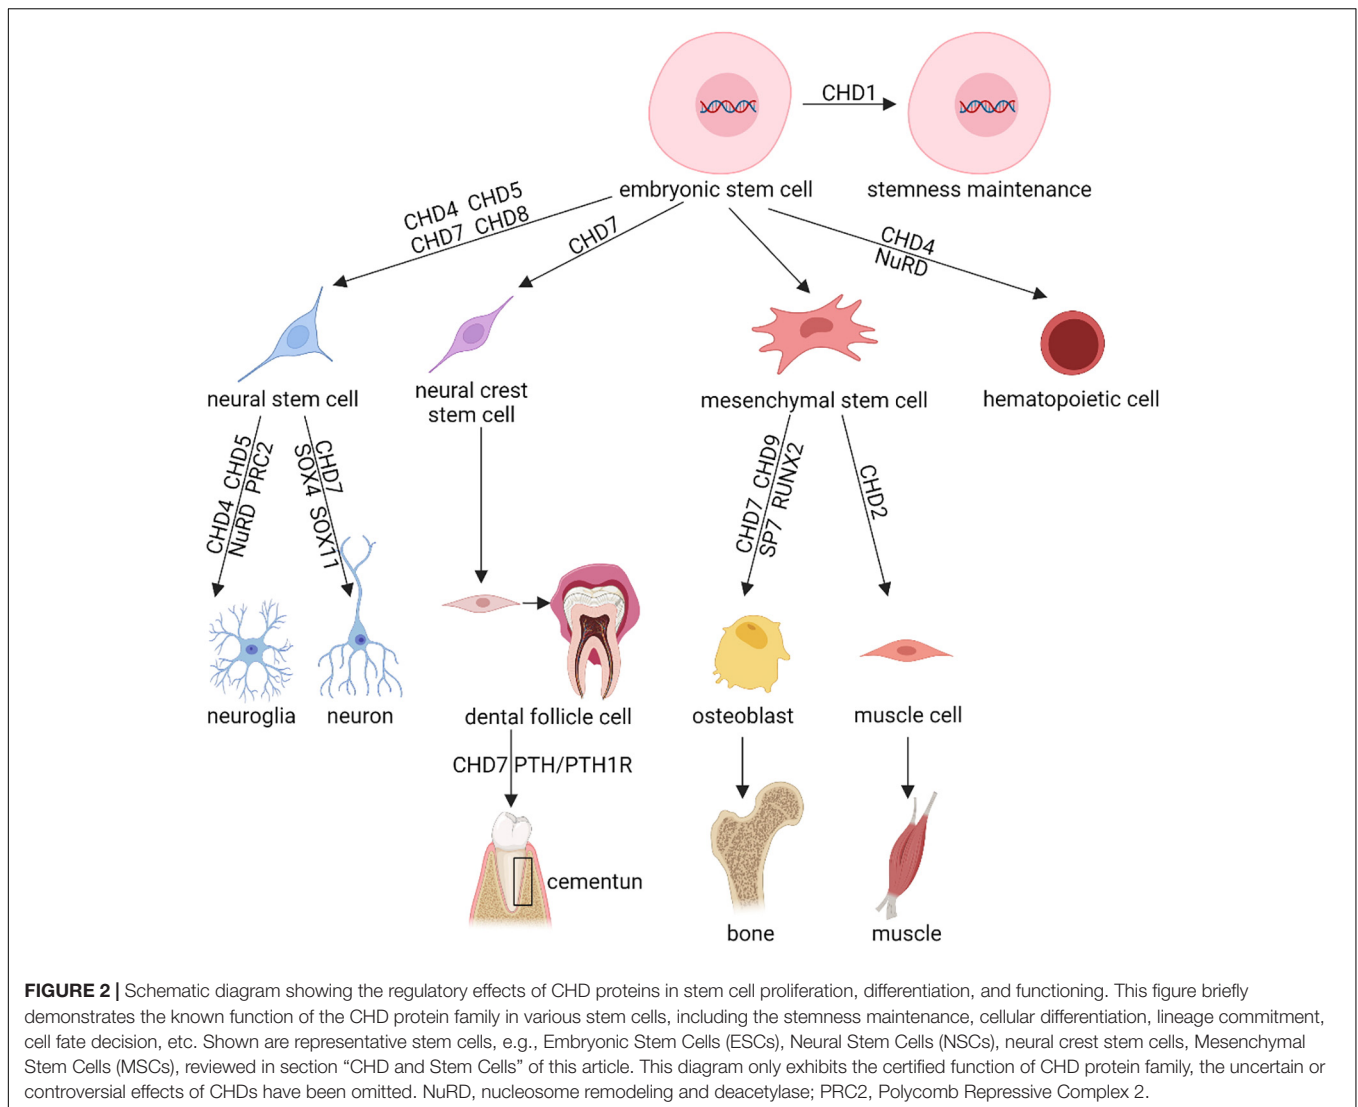 CHD1
embryonic stem cell
stemness maintenance
CHD4 CHD5
CHD7 CHD8
CHD7
CHD4
NuRD
neural stem cell
neural crest
stem cell
mesenchymal stem cell
hematopoietic cell
CHD4 CHD5
NuRD PRC2
CHD7
SOX4 SOX11
CHD7 CHD9
SP7 RUNX2
CHD2
neuroglia
neuron
dental follicle cell
osteoblast
muscle cell
CHD7 PTH/PTH1R
cementun
bone
muscle
FIGURE 2 | Schematic diagram showing the regulatory effects of CHD proteins in stem cell proliferation, differentiation, and functioning. This figure briefly
demonstrates the known function of the CHD protein family in various stem cells, including the stemness maintenance, cellular differentiation, lineage commitment,
cell fate decision, etc. Shown are representative stem cells, e.g., Embryonic Stem Cells (ESCs), Neural Stem Cells (NSCs), neural crest stem cells, Mesenchymal
Stem Cells (MSCs), reviewed in section “CHD and Stem Cells” of this article. This diagram only exhibits the certified function of CHD protein family, the uncertain or
controversial effects of CHDs have been omitted. NuRD, nucleosome remodeling and deacetylase; PRC2, Polycomb Repressive Complex 2.